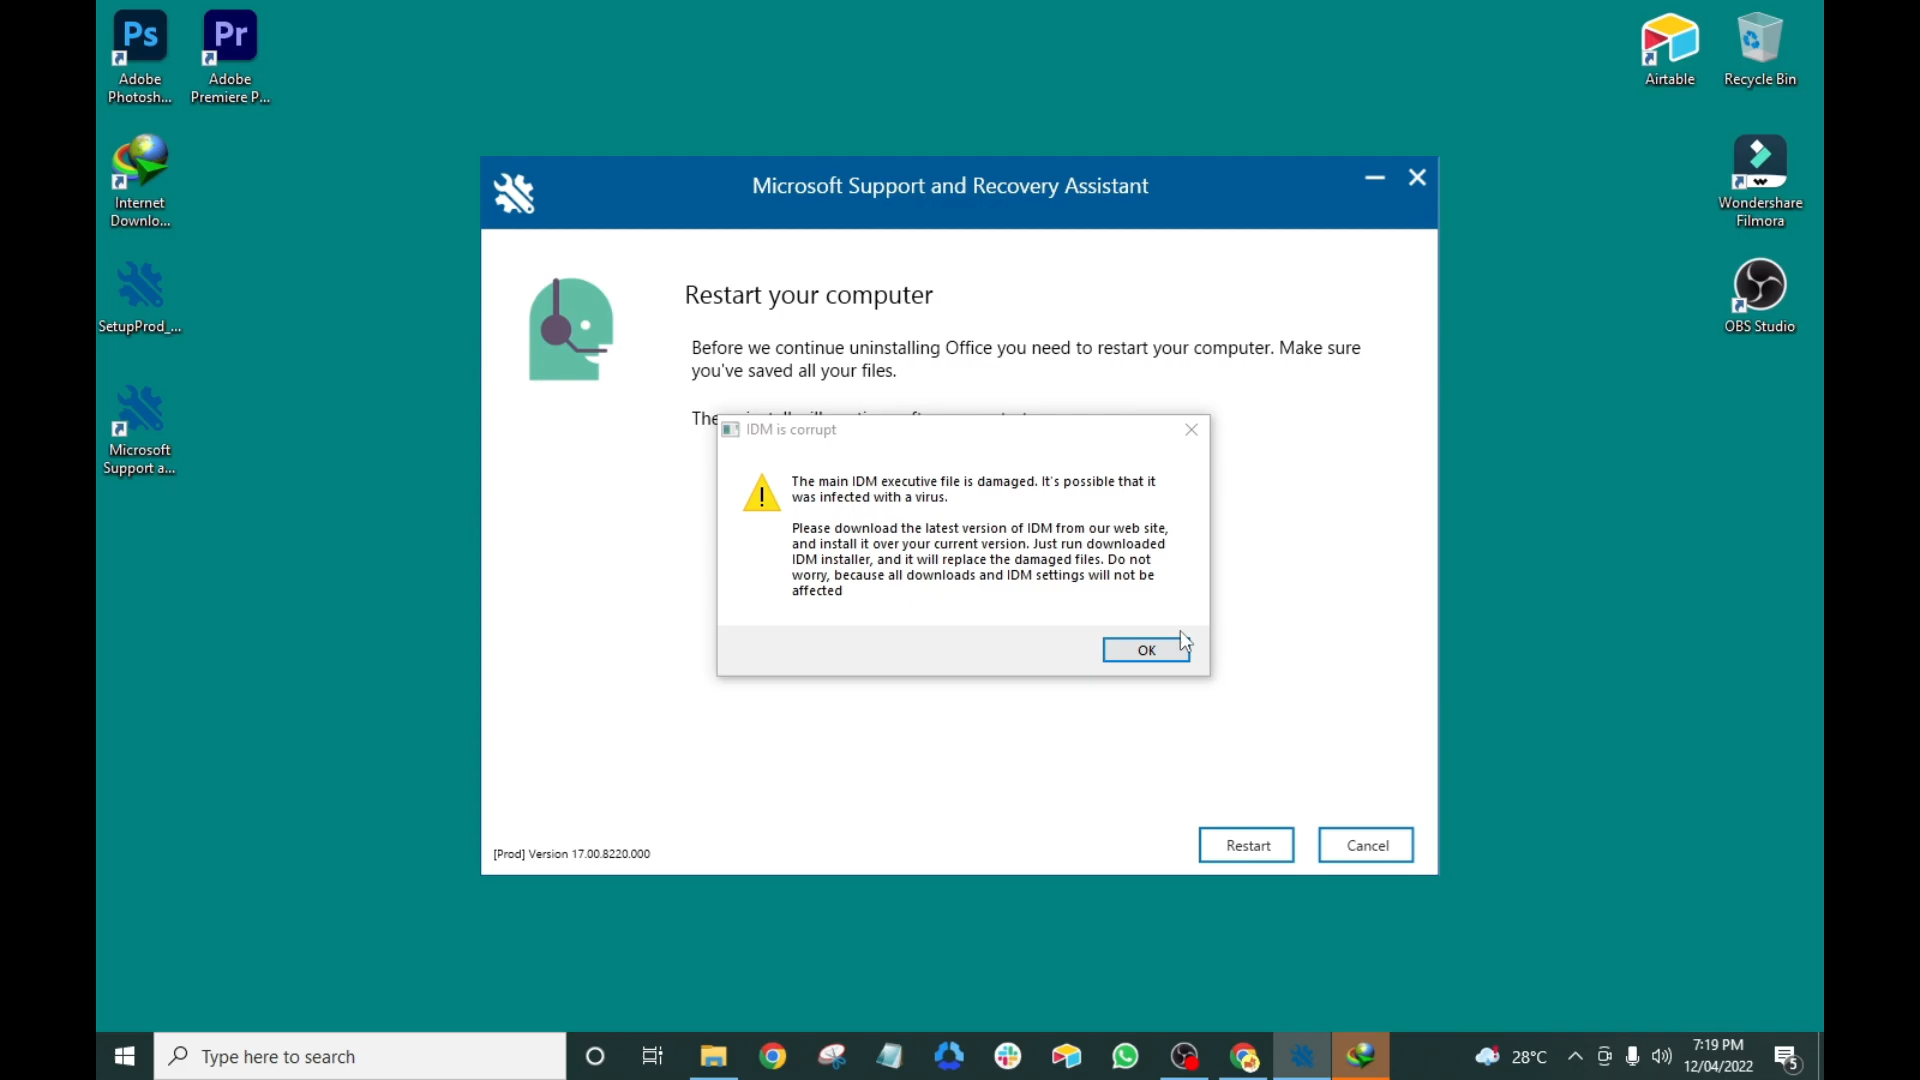 Ps
Pr
Adobe
Photosh...
Adobe
Premiere P...
Airtable
Recycle Bin
Internet
Downlo...
Wondershare
Filmora
SetupProd_...
OBS Studio
Microsoft
Support a...
Microsoft Support and Recovery Assistant
Restart your computer
Before we continue uninstalling Office you need to restart your computer. Make sure
you've saved all your files.
IDM is corrupt
The main IDM executive file is damaged. It's possible that it
was infected with a virus.
Please download the latest version of IDM from our web site,
and install it over your current version. Just run downloaded
IDM installer, and it will replace the damaged files. Do not
worry, because all downloads and IDM settings will not be
affected
OK
Restart
Cancel
[Prod] Version 17.00.8220.000
Type here to search
28°C
7:19 PM
12/04/2022
5